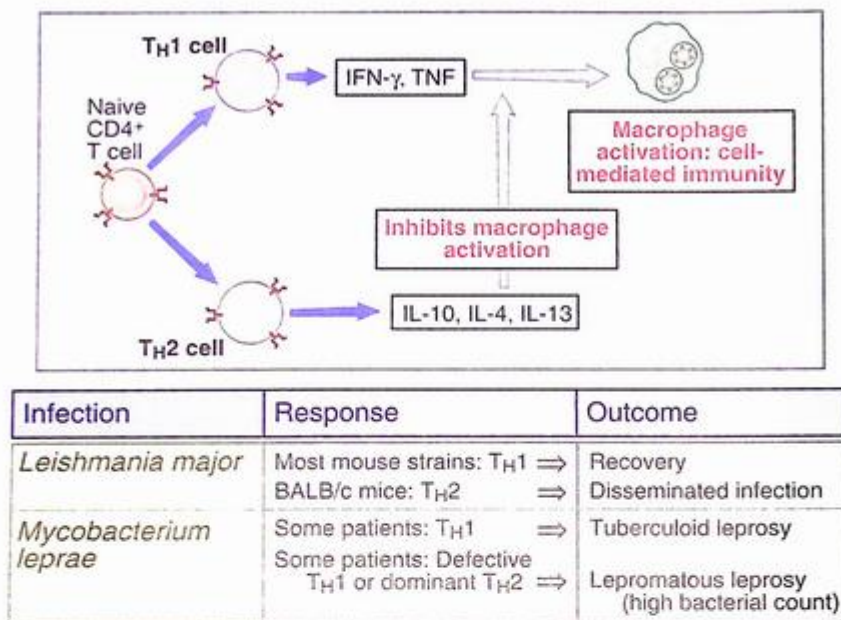 TH1 cell
IFN-γ, TNF
Naive
CD4+
T cell
Macrophage
activation: cell-
mediated immunity
Inhibits macrophage
activation
IL-10, IL-4, IL-13
TH2 cell
Infection Response Outcome
Leishmania major Most mouse strains: TH1 ⇒ Recovery
BALB/c mice: TH2 ⇒ Disseminated infection
Mycobacterium Some patients: TH1 ⇒ Tuberculoid leprosy
leprae Some patients: Defective
TH1 or dominant TH2 ⇒ Lepromatous leprosy
(high bacterial count)